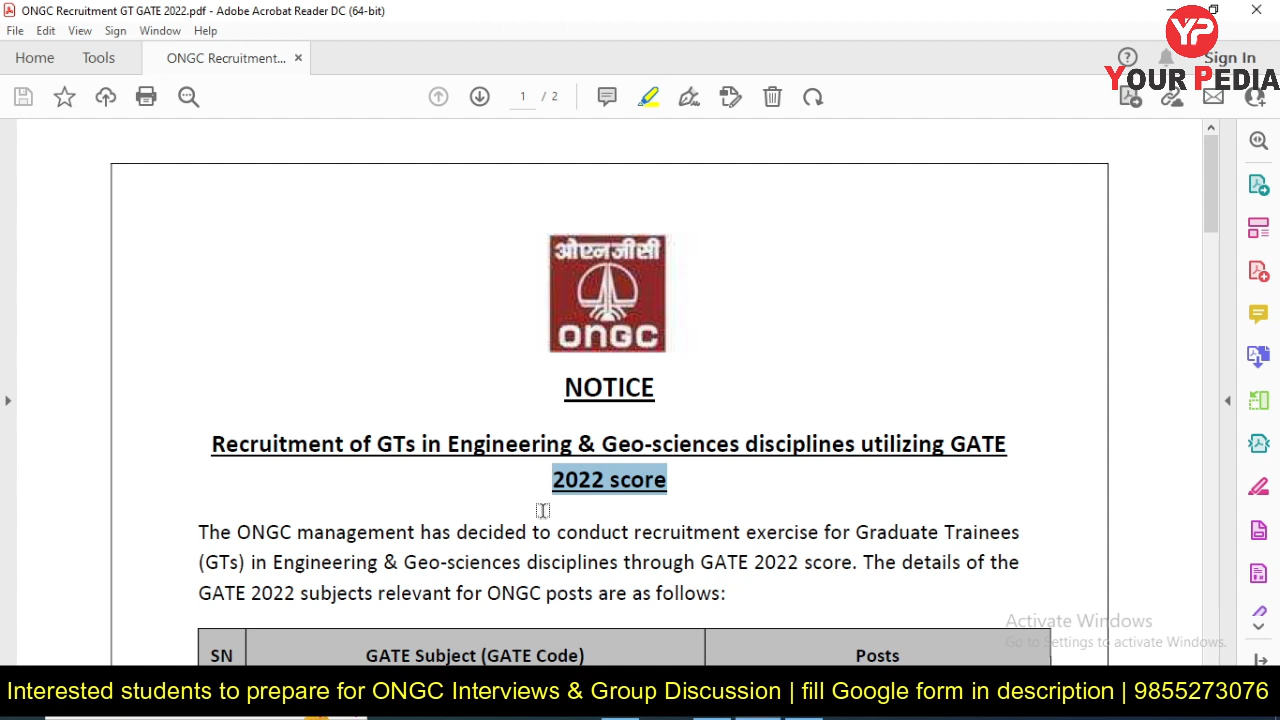 ONGC Recruitment GT GATE 2022.pdf - Adobe Acrobat Reader DC (64-bit)
File Edit View Sign Window Help
Home Tools ONGC Recruitment... Sign In
YP
YOUR PEDIA
1 / 2
ओएनजीसी
ONGC
NOTICE
Recruitment of GTs in Engineering & Geo-sciences disciplines utilizing GATE
2022 score
The ONGC management has decided to conduct recruitment exercise for Graduate Trainees
(GTs) in Engineering & Geo-sciences disciplines through GATE 2022 score. The details of the
GATE 2022 subjects relevant for ONGC posts are as follows:
SN GATE Subject (GATE Code) Posts
Activate Windows
Go to Settings to activate Windows.
Interested students to prepare for ONGC Interviews & Group Discussion | fill Google form in description | 9855273076